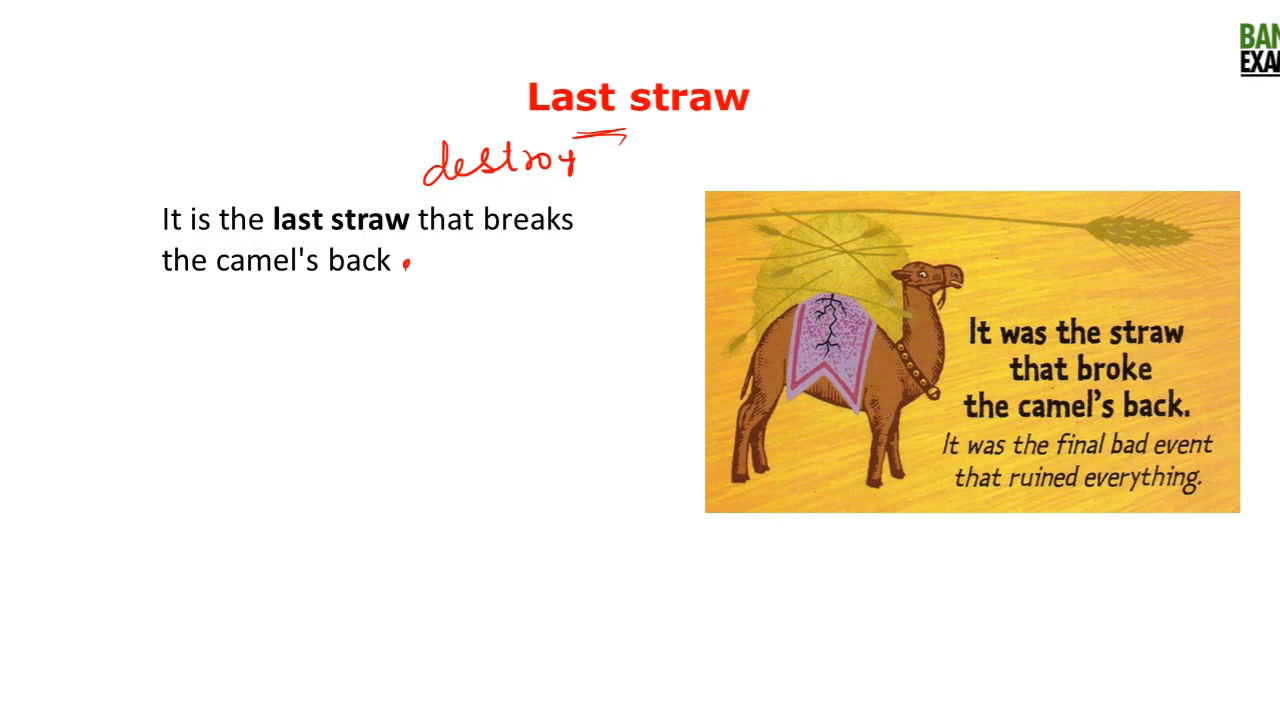 BAN
EXA
Last straw
destroy
It is the last straw that breaks
the camel's back .
It was the straw
that broke
the camel's back.
It was the final bad event
that ruined everything.